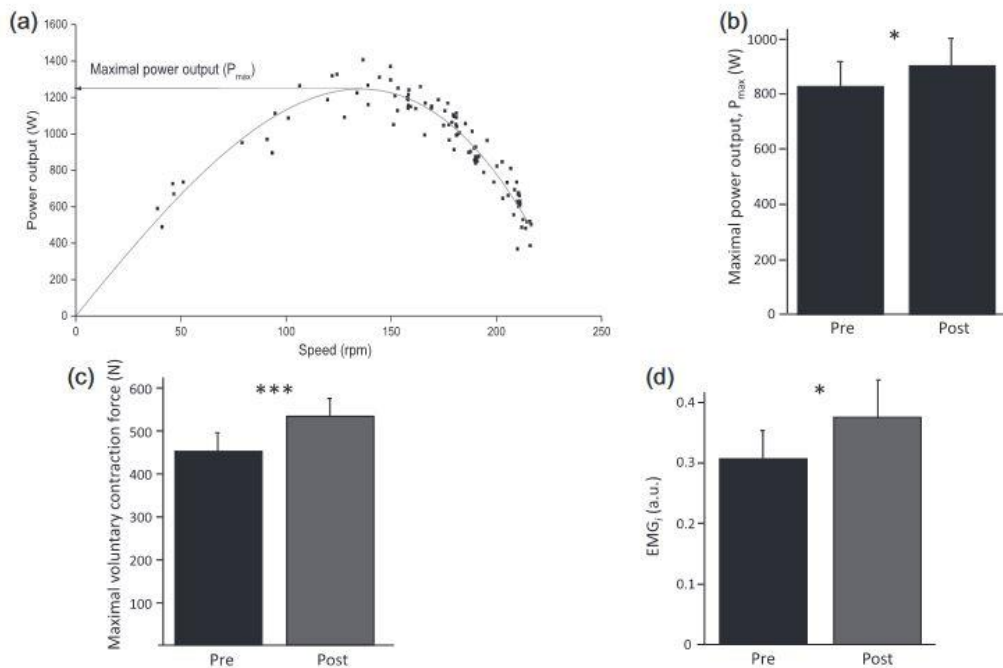 (a)
1600
1400
1200
1000
800
600
400
200
0
Power output (W)
Maximal power output (Pmax)
0
50
100
150
200
250
Speed (rpm)
(b)
1000
800
600
400
200
0
Maximal power output, Pmax (W)
*
Pre
Post
(c)
600
500
400
300
200
100
Maximal voluntary contraction force (N)
***
Pre
Post
(d)
0.4
0.3
0.2
0.1
0
EMGi (a.u.)
*
Pre
Post